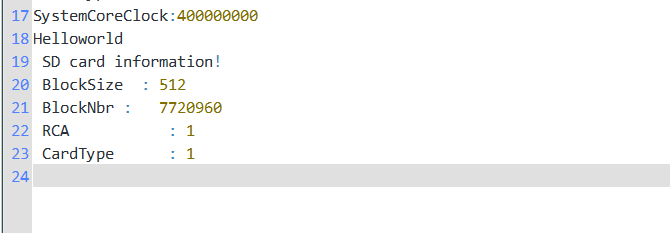 17 SystemCoreClock:400000000
18 Helloworld
19 SD card information!
20 BlockSize : 512
21 BlockNbr : 7720960
22 RCA : 1
23 CardType : 1
24